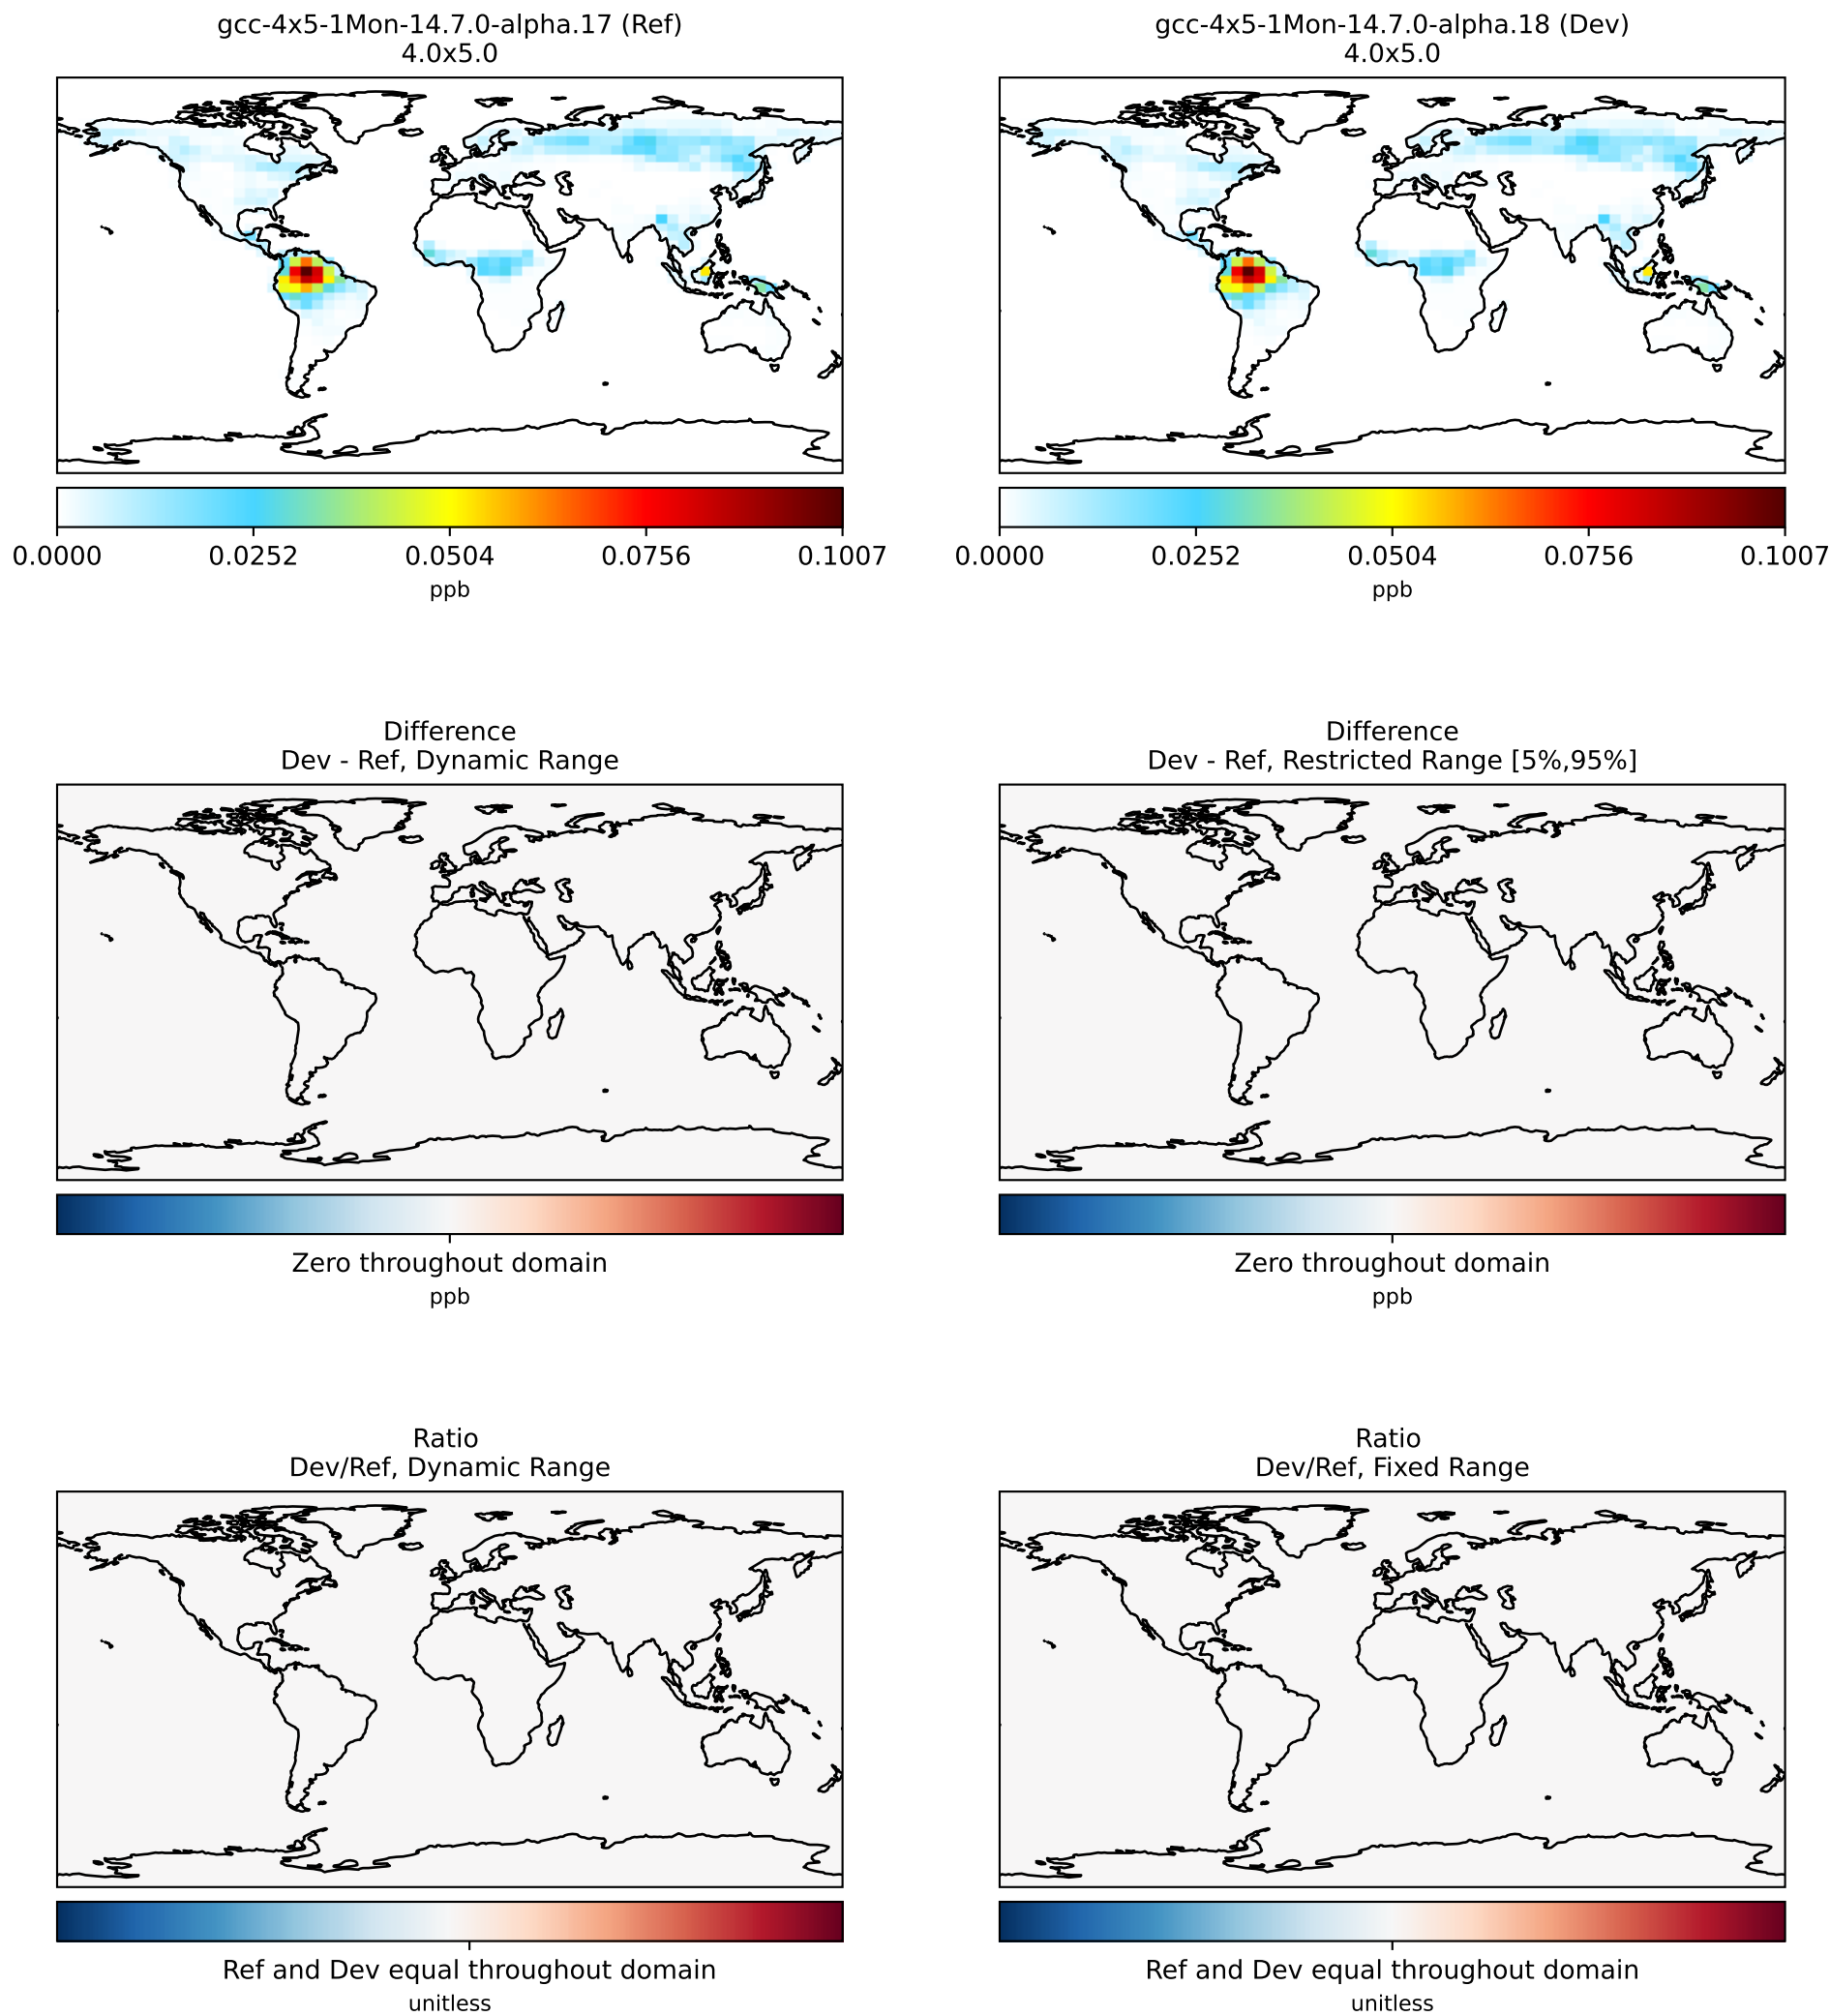 gcc-4x5-1Mon-14.7.0-alpha.17 (Ref)
4.0x5.0
gcc-4x5-1Mon-14.7.0-alpha.18 (Dev)
4.0x5.0
0.0000 0.0252 0.0504 0.0756 0.1007
ppb
0.0000 0.0252 0.0504 0.0756 0.1007
ppb
Difference
Dev - Ref, Dynamic Range
Difference
Dev - Ref, Restricted Range [5%,95%]
Zero throughout domain
ppb
Zero throughout domain
ppb
Ratio
Dev/Ref, Dynamic Range
Ratio
Dev/Ref, Fixed Range
Ref and Dev equal throughout domain
unitless
Ref and Dev equal throughout domain
unitless